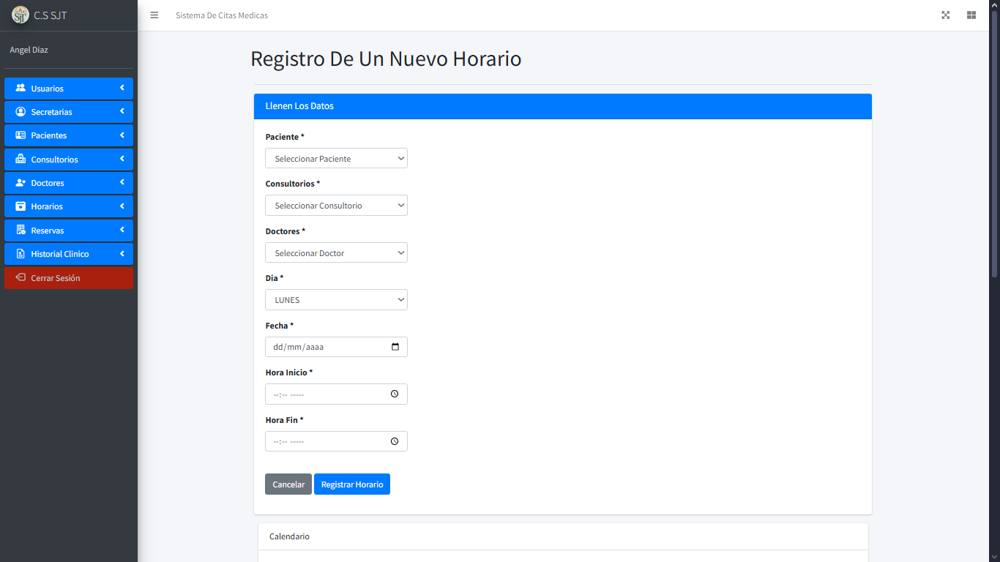 C.S SJT
Sistema De Citas Medicas
Angel Diaz
Usuarios
Secretarias
Pacientes
Consultorios
Doctores
Horarios
Reservas
Historial Clinico
Cerrar Sesión
Registro De Un Nuevo Horario
Llenen Los Datos
Paciente *
Seleccionar Paciente
Consultorios *
Seleccionar Consultorio
Doctores *
Seleccionar Doctor
Dia *
LUNES
Fecha *
dd/mm/aaaa
Hora Inicio *
--:-- -----
Hora Fin *
--:-- -----
Cancelar Registrar Horario
Calendario